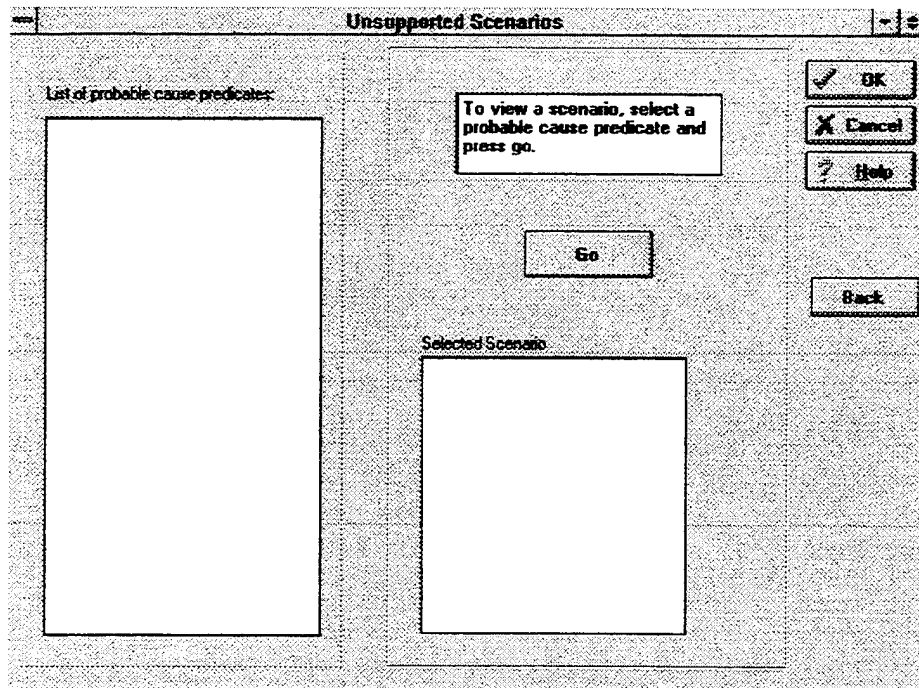 Unsupported Scenarios
List of probable cause predicates:
To view a scenario, select a
probable cause predicate and
press go.
Go
Selected Scenario
OK
Cancel
Help
Back